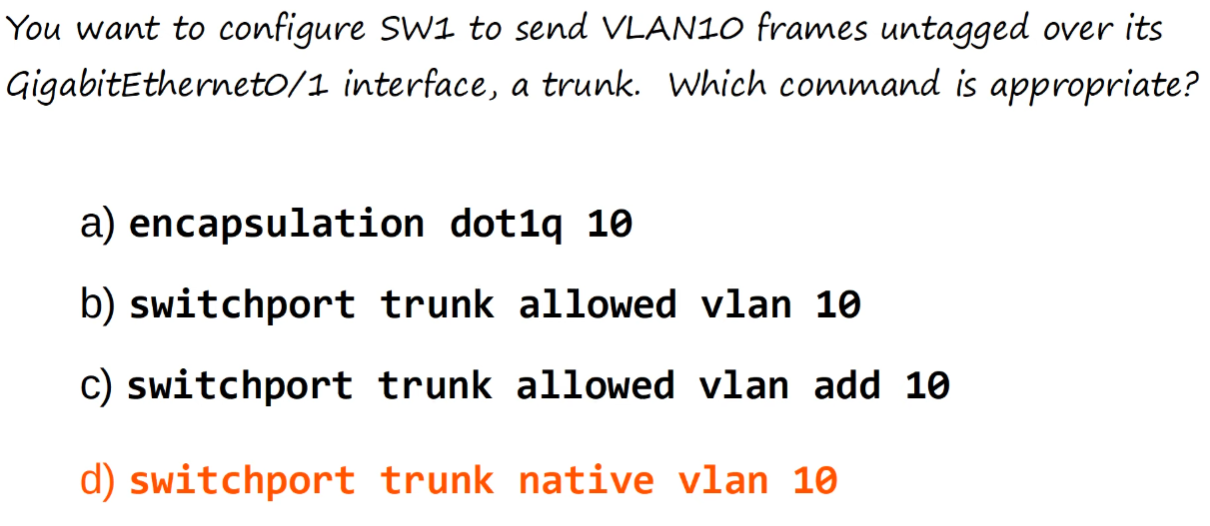 You want to configure SW1 to send VLAN10 frames untagged over its
GigabitEthernet0/1 interface, a trunk. Which command is appropriate?
a) encapsulation dot1q 10
b) switchport trunk allowed vlan 10
c) switchport trunk allowed vlan add 10
d) switchport trunk native vlan 10